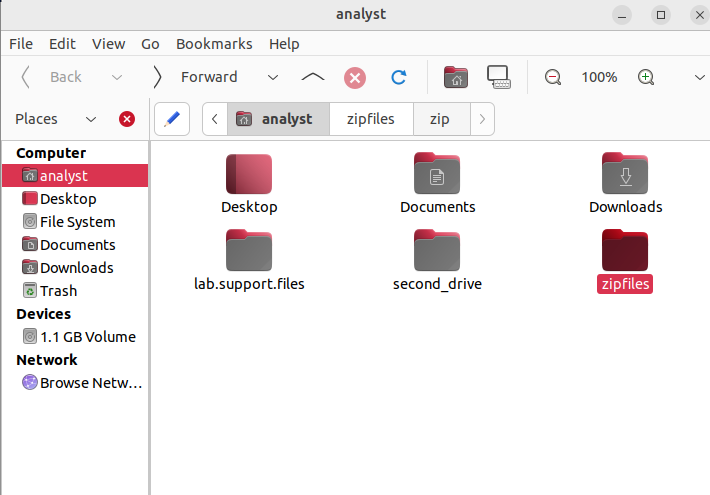 analyst
File Edit View Go Bookmarks Help
Back Forward 100%
Places analyst zipfiles zip
Computer
analyst
Desktop
File System
Documents
Downloads
Trash
Devices
1.1 GB Volume
Network
Browse Netw...
Desktop Documents Downloads
lab.support.files second_drive zipfiles